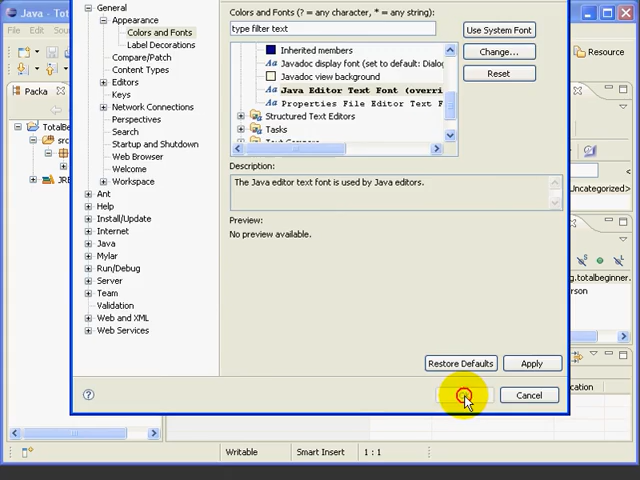 Java - Tot
File Edit Sou
Packa
TotalBe
src
JRE
General
Appearance
Colors and Fonts
Label Decorations
Compare/Patch
Content Types
Editors
Keys
Network Connections
Perspectives
Search
Startup and Shutdown
Web Browser
Welcome
Workspace
Ant
Help
Install/Update
Internet
Java
Mylar
Run/Debug
Server
Team
Validation
Web and XML
Web Services
Colors and Fonts (? = any character, * = any string):
type filter text
Inherited members
Javadoc display font (set to default: Dialog
Javadoc view background
Java Editor Text Font (overri
Properties File Editor Text F
Structured Text Editors
Tasks
Use System Font
Change...
Reset
Description:
The Java editor text font is used by Java editors.
Preview:
No preview available.
Restore Defaults
Apply
Cancel
Resource
Uncategorized>
g.totalbeginner.
erson
ation
Writable
Smart Insert
1 : 1